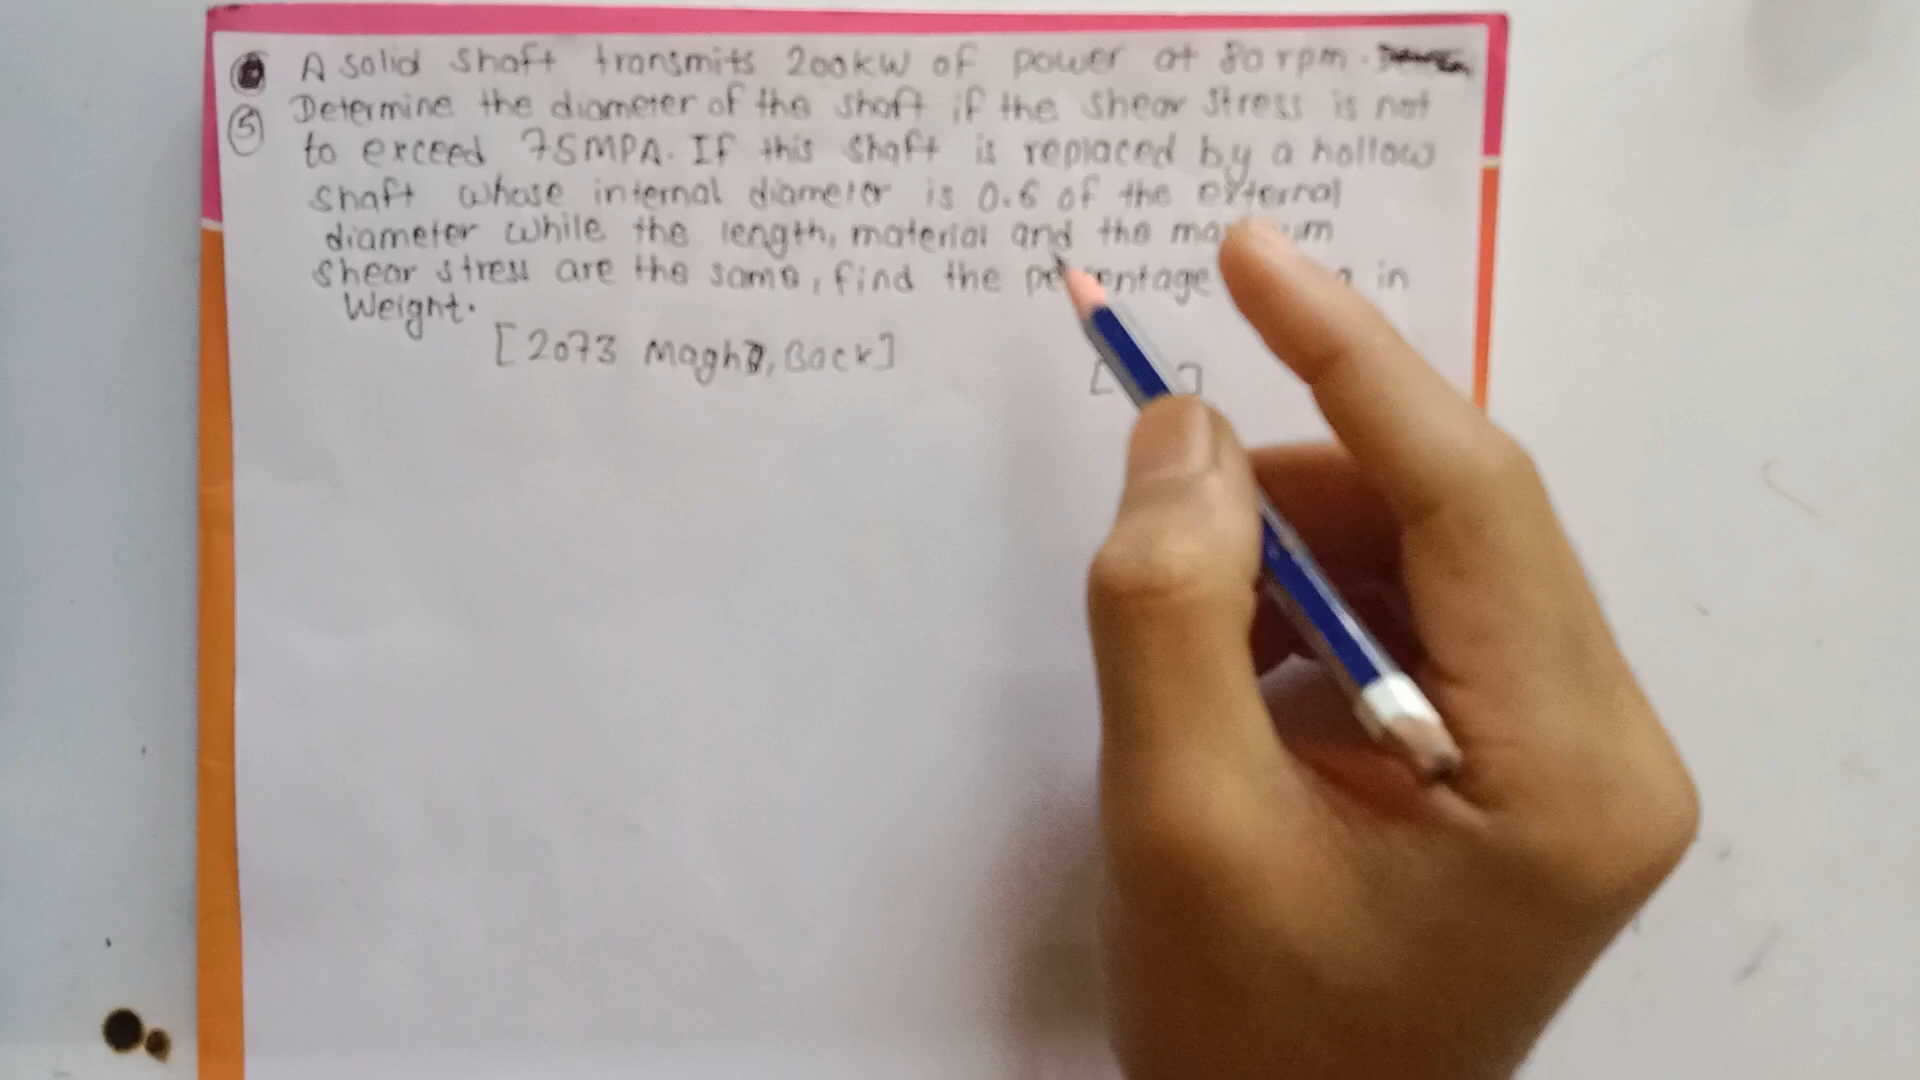 A solid shaft transmits 200kW of power at 80 rpm.
⑤ Determine the diameter of the shaft if the shear stress is not
to exceed 75MPA. If this shaft is replaced by a hollow
shaft whose internal diameter is 0.6 of the external
diameter while the length, material and the
shear stress are the same, find the percentage in
Weight.
[2073 Magh, Back]